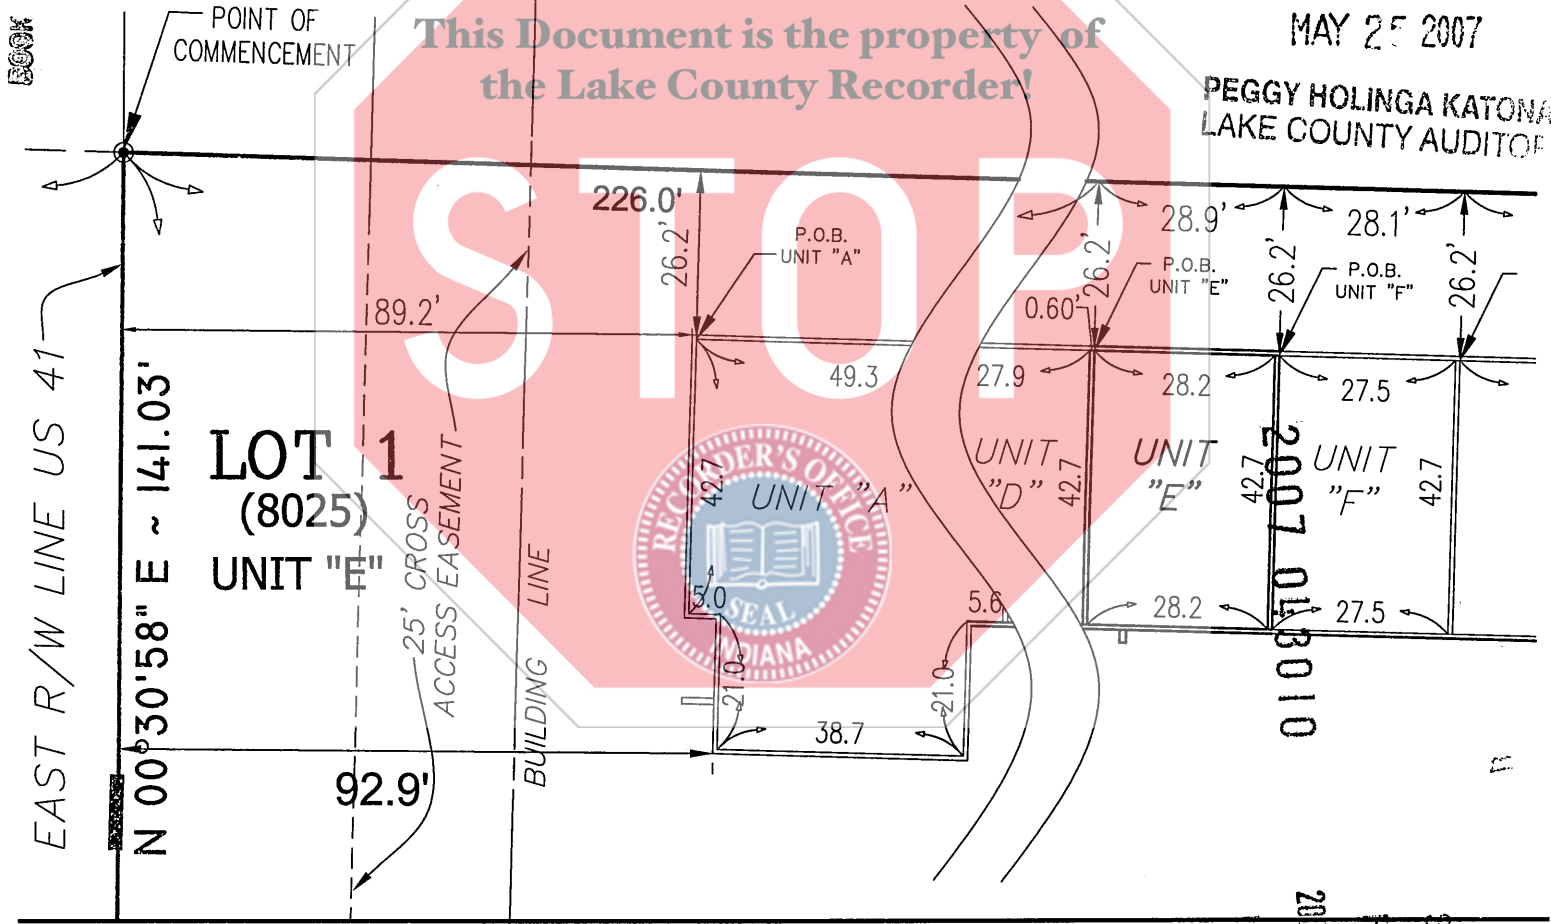 BOOK
POINT OF
COMMENCEMENT
This Document is the property of
the Lake County Recorder!
MAY 25 2007
PEGGY HOLINGA KATONA
LAKE COUNTY AUDITOR
STOP
226.0'
26.2'
P.O.B.
UNIT "A"
28.9'
28.1'
26.2'
26.2'
26.2'
P.O.B.
UNIT "E"
P.O.B.
UNIT "F"
0.60'
89.2'
49.3
27.9
28.2
27.5
EAST R/W LINE US 41
N 00°30'58" E ~ 141.03'
LOT 1
(8025)
UNIT "E"
25' CROSS
ACCESS EASEMENT
BUILDING LINE
42.7
UNIT "A"
UNIT
"D"
42.7
UNIT
"E"
42.7
UNIT
"F"
42.7
RECORDER'S OFFICE
SEAL
INDIANA
2007 043010
5.0
5.6
28.2
27.5
21.0
21.0
38.7
92.9'
20